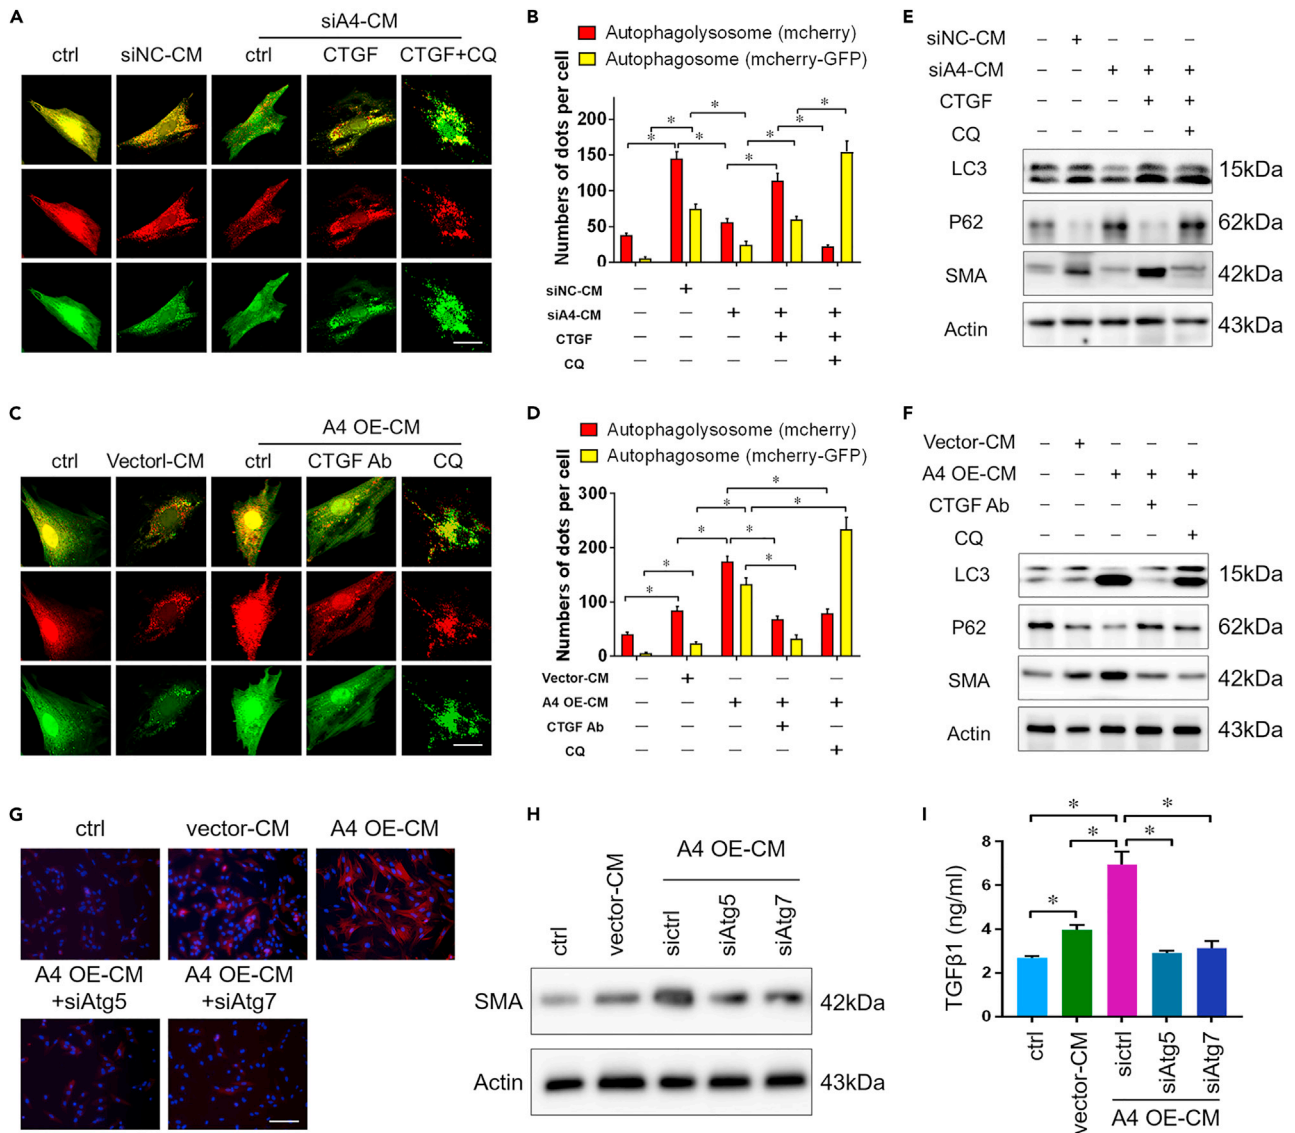 A
siA4-CM
ctrl siNC-CM ctrl CTGF CTGF+CQ
B
Autophagolysosome (mcherry)
Autophagosome (mcherry-GFP)
Numbers of dots per cell
200
150
100
50
0
* * * * * * * *
siNC-CM — + — — —
siA4-CM — — + + +
CTGF — — — + +
CQ — — — — +
E
siNC-CM – + – – –
siA4-CM – – + + +
CTGF – – – + +
CQ – – – – +
LC3 15kDa
P62 62kDa
SMA 42kDa
Actin 43kDa
C
A4 OE-CM
ctrl Vectorl-CM ctrl CTGF Ab CQ
D
Autophagolysosome (mcherry)
Autophagosome (mcherry-GFP)
Numbers of dots per cell
300
200
100
0
* * * * * * * *
Vector-CM — + — — —
A4 OE-CM — — + + +
CTGF Ab — — — + —
CQ — — — — +
F
Vector-CM – + – – –
A4 OE-CM – – + + +
CTGF Ab – – – + –
CQ – – – – +
LC3 15kDa
P62 62kDa
SMA 42kDa
Actin 43kDa
G
ctrl vector-CM A4 OE-CM
A4 OE-CM A4 OE-CM
+siAtg5 +siAtg7
H
A4 OE-CM
ctrl vector-CM sictrl siAtg5 siAtg7
SMA 42kDa
Actin 43kDa
I
* * * * *
TGFβ1 (ng/ml)
8
6
4
2
0
ctrl vector-CM sictrl siAtg5 siAtg7
A4 OE-CM